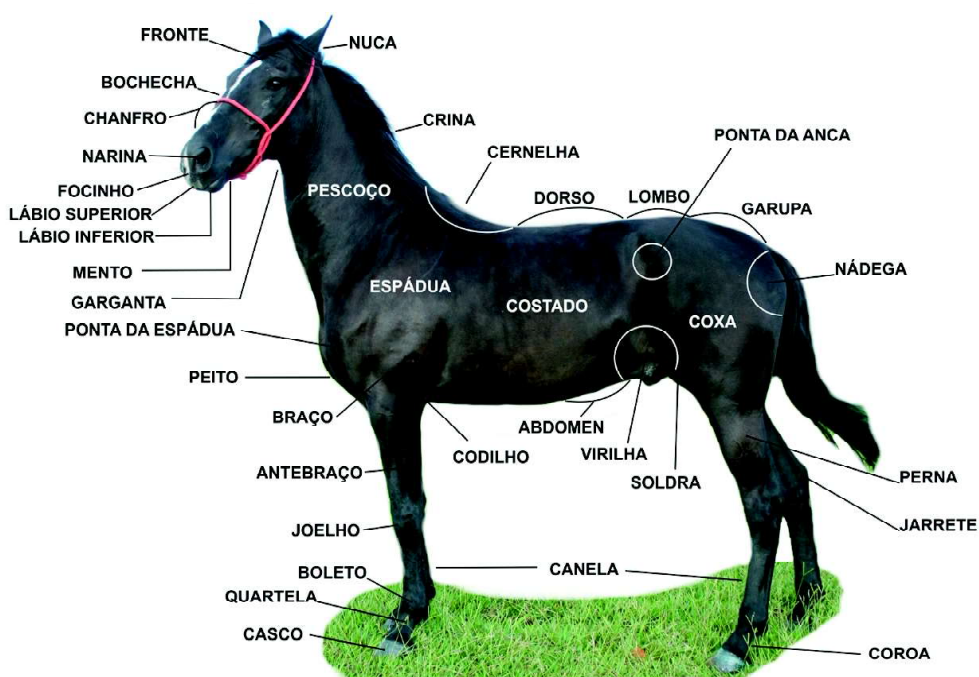 FRONTE
NUCA
BOCHECHA
CHANFRO
CRINA
PONTA DA ANCA
NARINA
CERNELHA
FOCINHO
PESCOÇO
DORSO
LOMBO
GARUPA
LÁBIO SUPERIOR
LÁBIO INFERIOR
MENTO
NÁDEGA
ESPÁDUA
GARGANTA
COSTADO
COXA
PONTA DA ESPÁDUA
PEITO
BRAÇO
ABDOMEN
CODILHO
VIRILHA
SOLDRA
ANTEBRAÇO
PERNA
JOELHO
JARRETE
BOLETO
CANELA
QUARTELA
CASCO
COROA